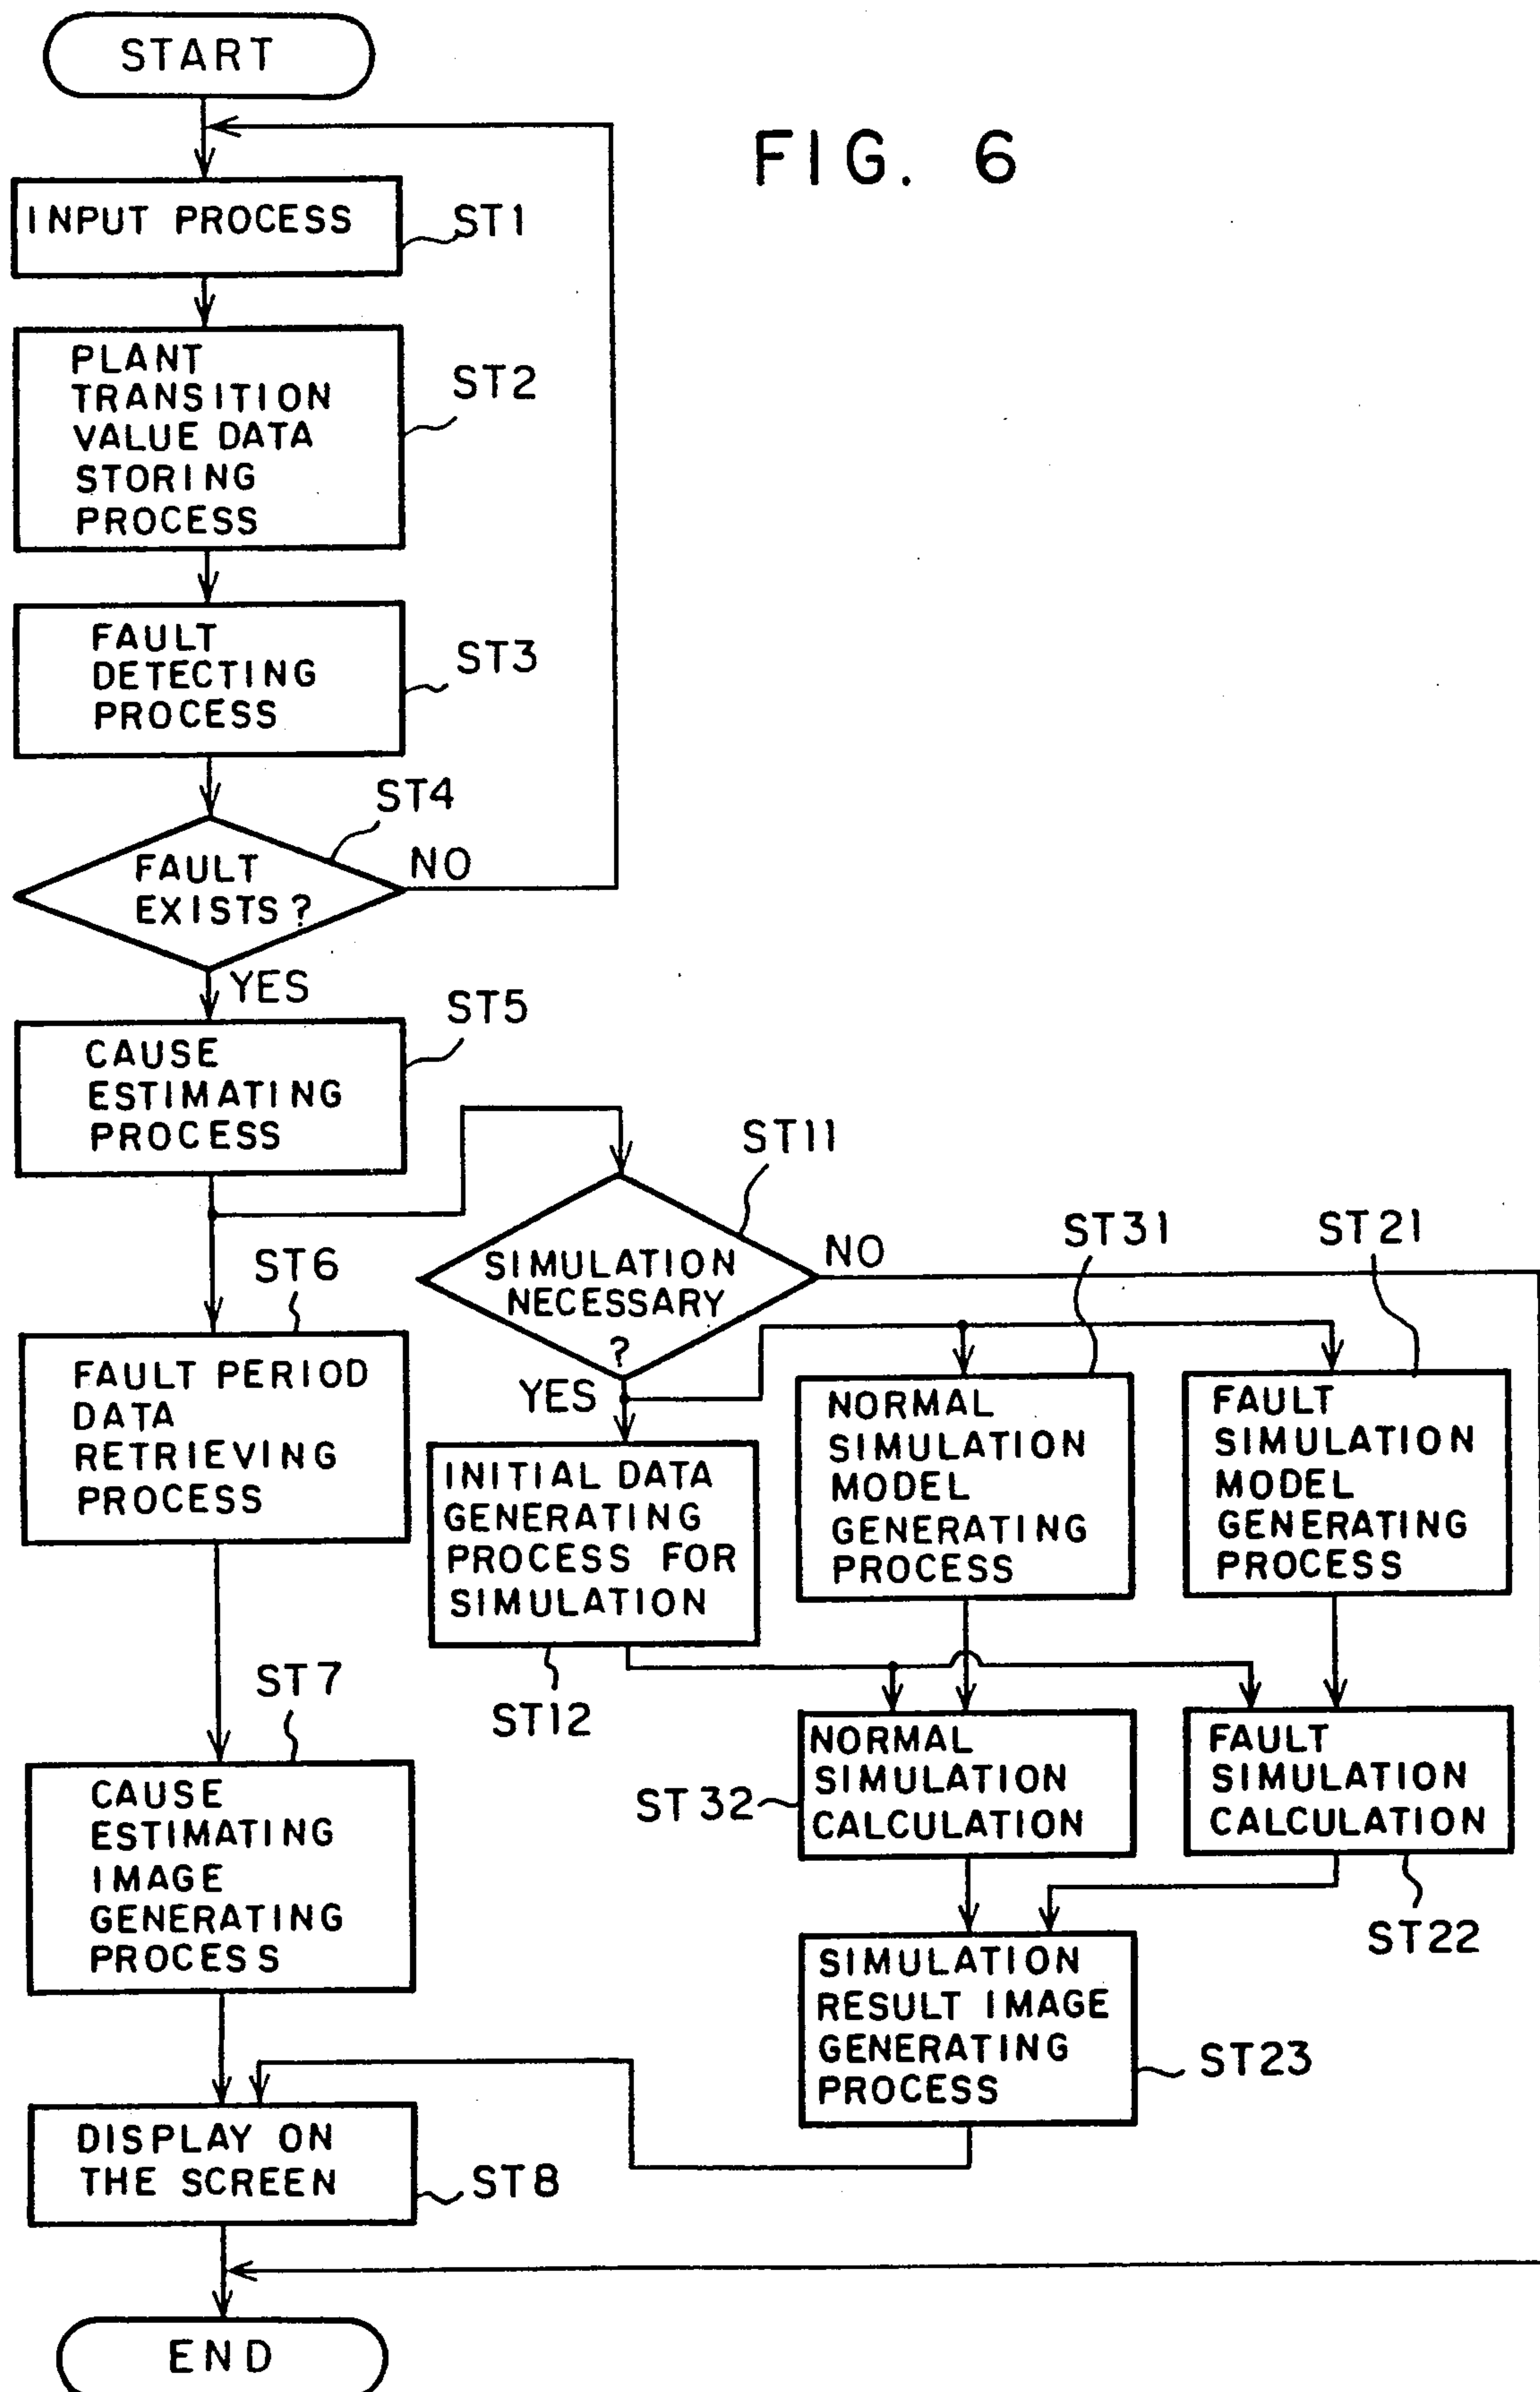 START
FIG. 6
INPUT PROCESS
ST1
PLANT
TRANSITION
VALUE DATA
STORING
PROCESS
ST2
FAULT
DETECTING
PROCESS
ST3
ST4
FAULT
EXISTS?
NO
YES
ST5
CAUSE
ESTIMATING
PROCESS
ST11
SIMULATION
NECESSARY
?
NO
YES
ST31
ST21
ST6
FAULT PERIOD
DATA
RETRIEVING
PROCESS
INITIAL DATA
GENERATING
PROCESS FOR
SIMULATION
ST12
NORMAL
SIMULATION
MODEL
GENERATING
PROCESS
FAULT
SIMULATION
MODEL
GENERATING
PROCESS
ST7
CAUSE
ESTIMATING
IMAGE
GENERATING
PROCESS
ST32
NORMAL
SIMULATION
CALCULATION
FAULT
SIMULATION
CALCULATION
ST22
SIMULATION
RESULT IMAGE
GENERATING
PROCESS
ST23
DISPLAY ON
THE SCREEN
ST8
END